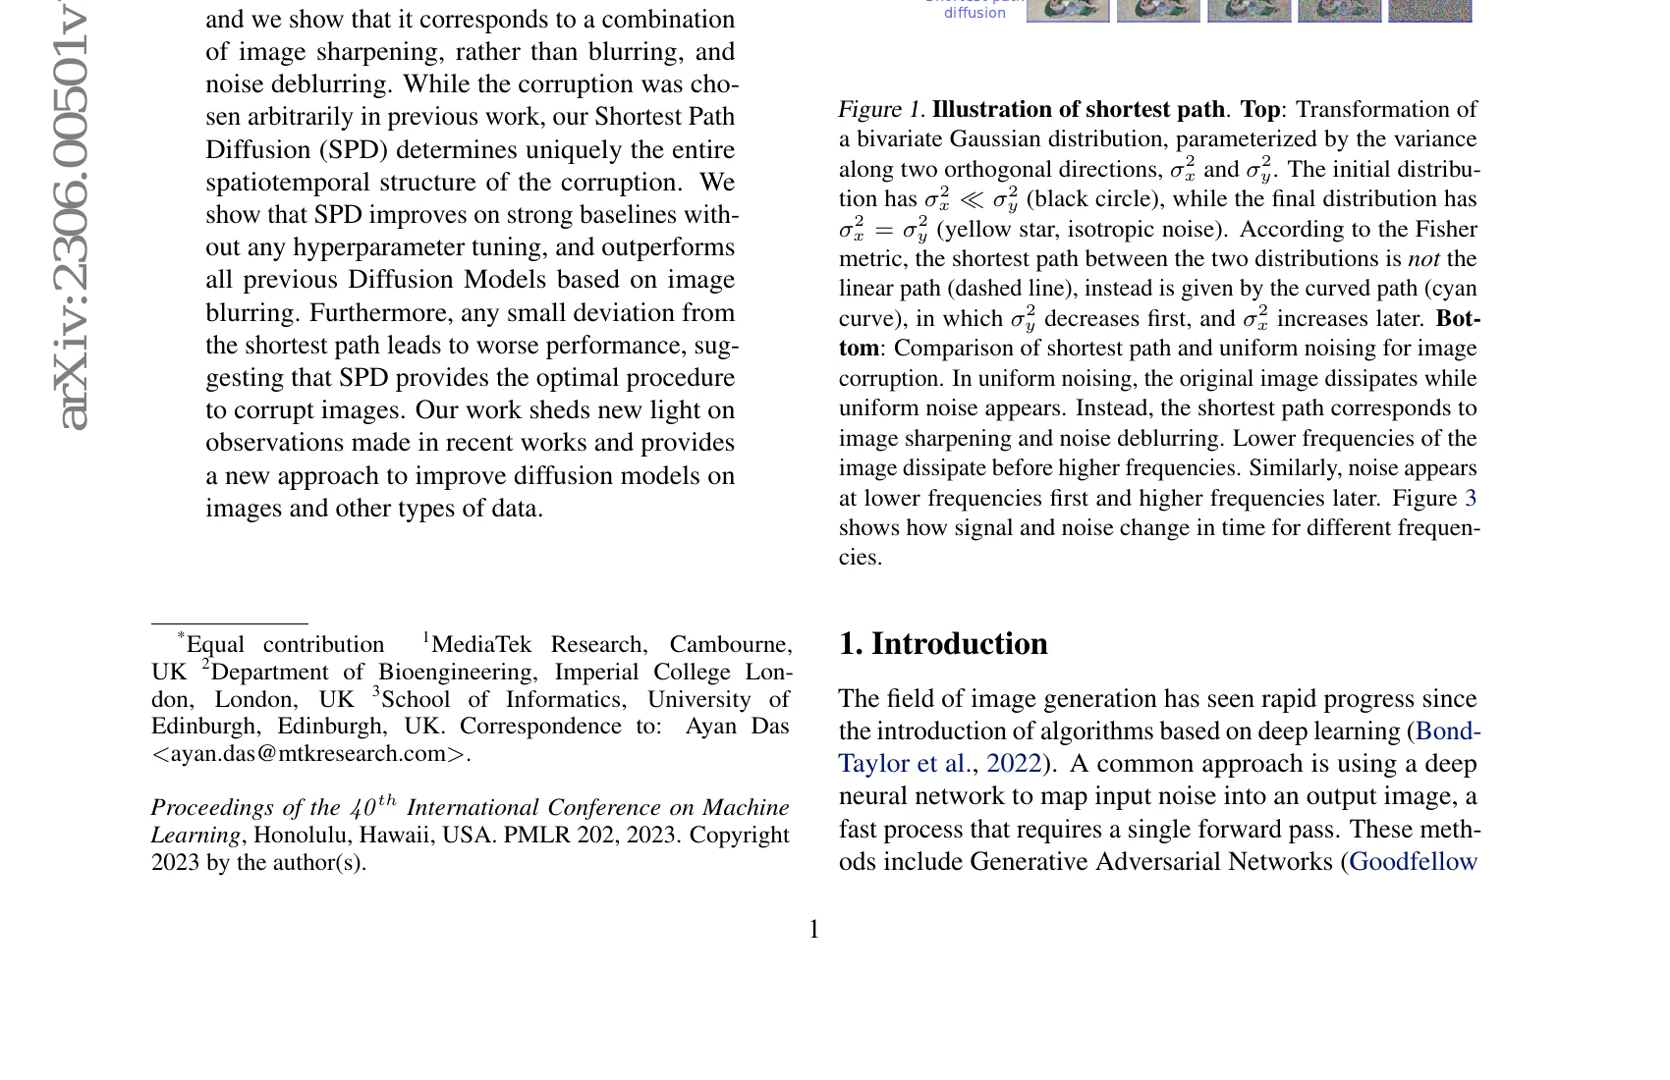 arXiv:2306.00501v
and we show that it corresponds to a combination
of image sharpening, rather than blurring, and
noise deblurring. While the corruption was cho-
sen arbitrarily in previous work, our Shortest Path
Diffusion (SPD) determines uniquely the entire
spatiotemporal structure of the corruption. We
show that SPD improves on strong baselines with-
out any hyperparameter tuning, and outperforms
all previous Diffusion Models based on image
blurring. Furthermore, any small deviation from
the shortest path leads to worse performance, sug-
gesting that SPD provides the optimal procedure
to corrupt images. Our work sheds new light on
observations made in recent works and provides
a new approach to improve diffusion models on
images and other types of data.
*Equal contribution ¹MediaTek Research, Cambourne,
UK ²Department of Bioengineering, Imperial College Lon-
don, London, UK ³School of Informatics, University of
Edinburgh, Edinburgh, UK. Correspondence to: Ayan Das
<ayan.das@mtkresearch.com>.
Proceedings of the 40th International Conference on Machine
Learning, Honolulu, Hawaii, USA. PMLR 202, 2023. Copyright
2023 by the author(s).
diffusion
Figure 1. Illustration of shortest path. Top: Transformation of
a bivariate Gaussian distribution, parameterized by the variance
along two orthogonal directions, σ²ₓ and σ²ᵧ. The initial distribu-
tion has σ²ₓ ≪ σ²ᵧ (black circle), while the final distribution has
σ²ₓ = σ²ᵧ (yellow star, isotropic noise). According to the Fisher
metric, the shortest path between the two distributions is not the
linear path (dashed line), instead is given by the curved path (cyan
curve), in which σ²ᵧ decreases first, and σ²ₓ increases later. Bot-
tom: Comparison of shortest path and uniform noising for image
corruption. In uniform noising, the original image dissipates while
uniform noise appears. Instead, the shortest path corresponds to
image sharpening and noise deblurring. Lower frequencies of the
image dissipate before higher frequencies. Similarly, noise appears
at lower frequencies first and higher frequencies later. Figure 3
shows how signal and noise change in time for different frequen-
cies.
1. Introduction
The field of image generation has seen rapid progress since
the introduction of algorithms based on deep learning (Bond-
Taylor et al., 2022). A common approach is using a deep
neural network to map input noise into an output image, a
fast process that requires a single forward pass. These meth-
ods include Generative Adversarial Networks (Goodfellow
1